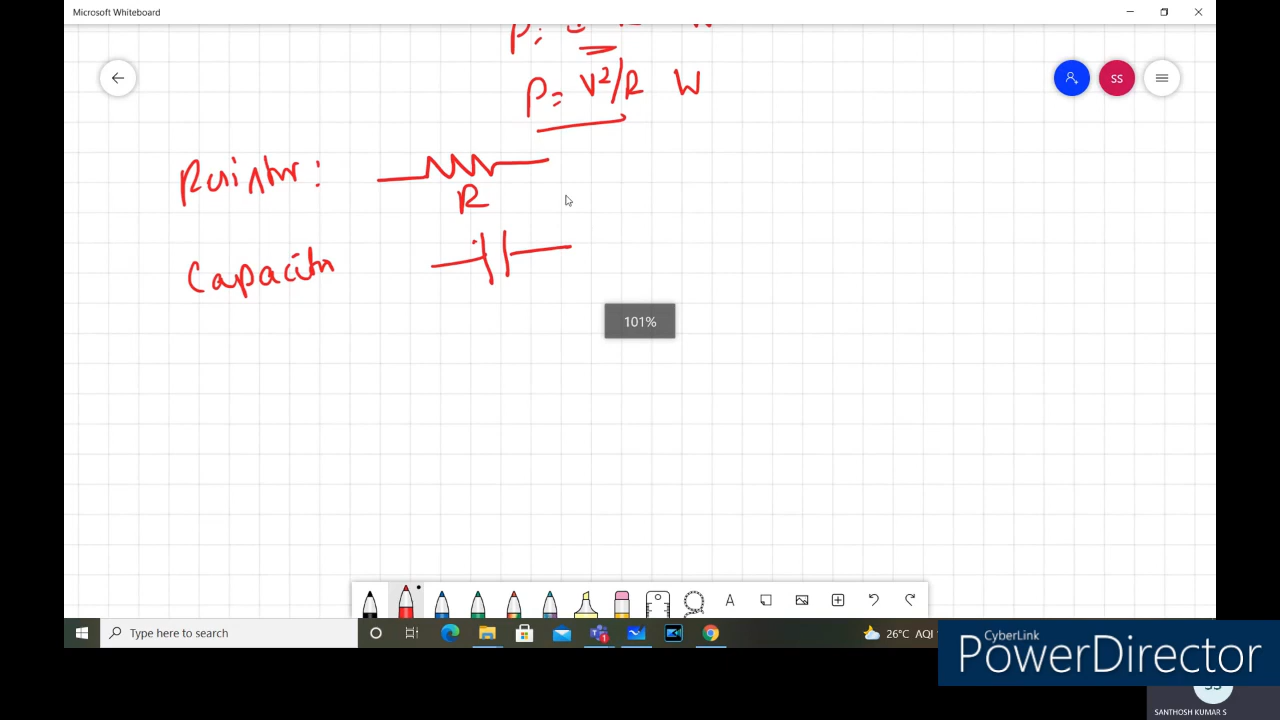 Microsoft Whiteboard
P=
P= V²/R W
SS
Resistor:
R
Capacitor
101%
A
Type here to search
26°C AQI
CyberLink
PowerDirector
SANTHOSH KUMAR S